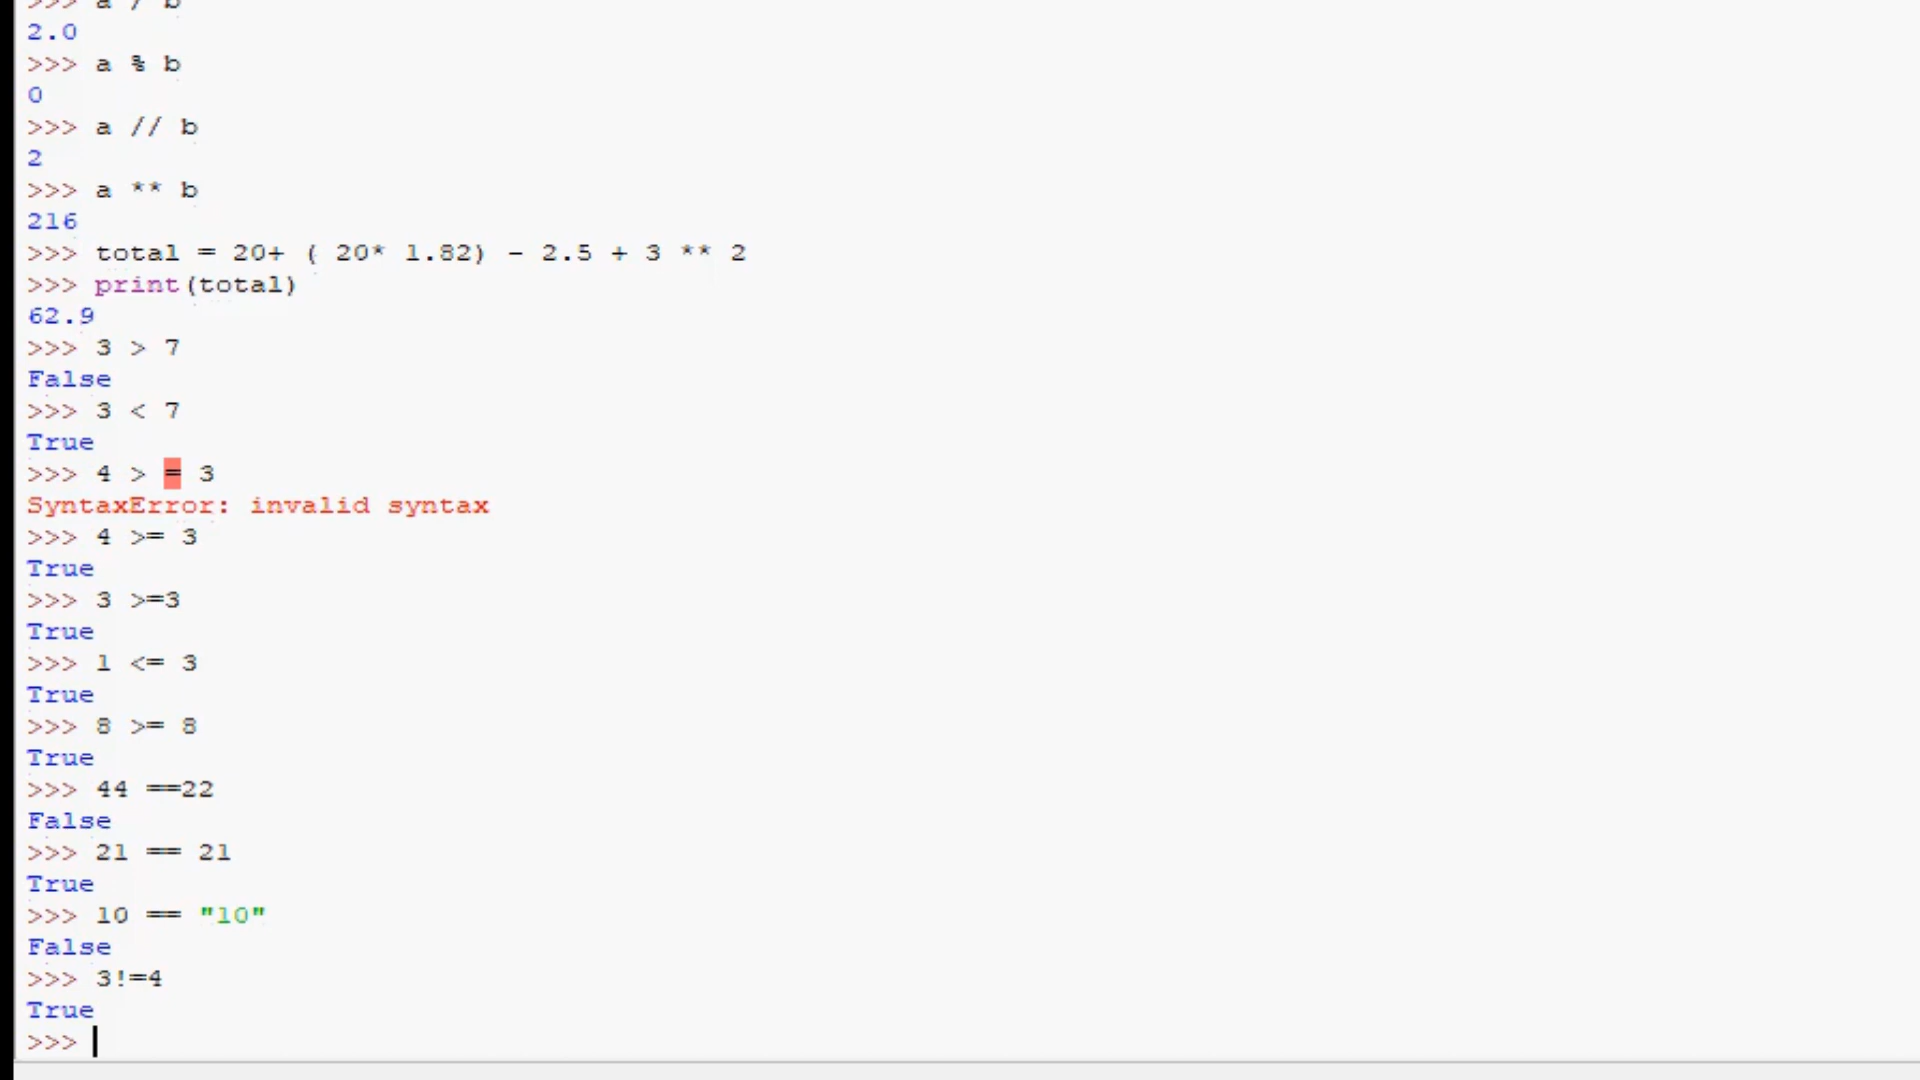 >>> a / b
2.0
>>> a % b
0
>>> a // b
2
>>> a ** b
216
>>> total = 20+ ( 20* 1.82) - 2.5 + 3 ** 2
>>> print(total)
62.9
>>> 3 > 7
False
>>> 3 < 7
True
>>> 4 > = 3
SyntaxError: invalid syntax
>>> 4 >= 3
True
>>> 3 >=3
True
>>> 1 <= 3
True
>>> 8 >= 8
True
>>> 44 ==22
False
>>> 21 == 21
True
>>> 10 == "10"
False
>>> 3!=4
True
>>>